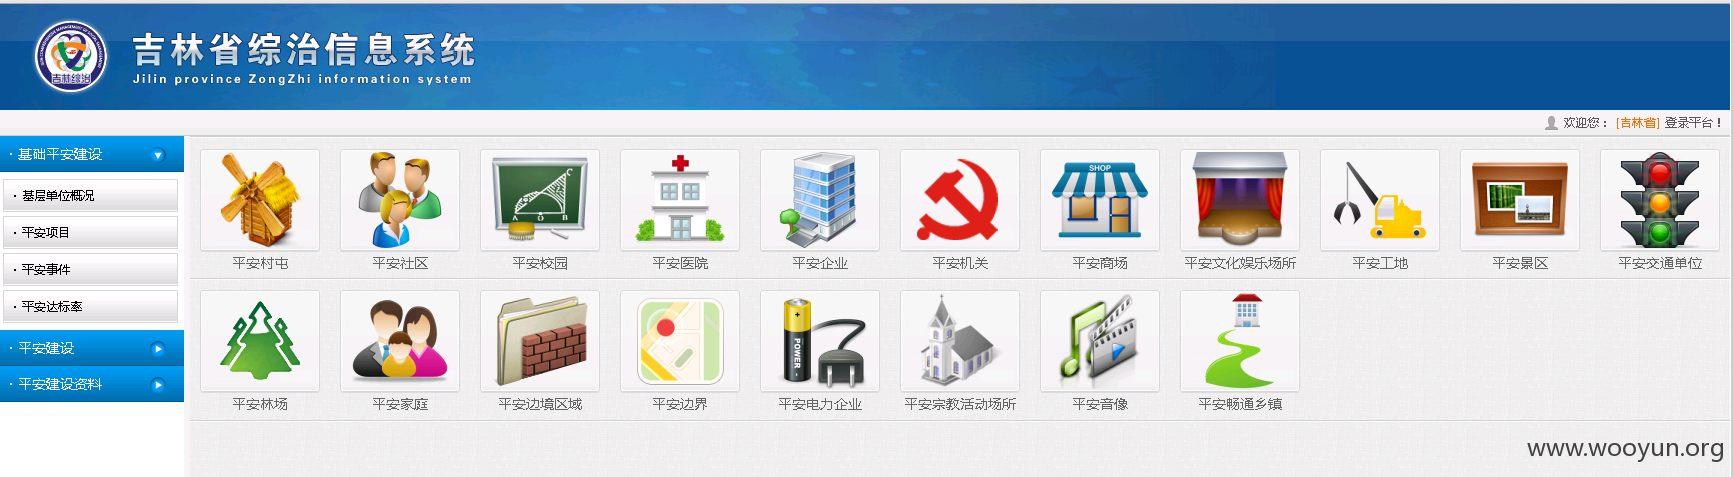 吉林省综治信息系统
Jilin province ZongZhi information system
吉林综治
欢迎您： [吉林省] 登录平台！
· 基础平安建设
· 基层单位概况
· 平安项目
· 平安事件
· 平安达标率
· 平安建设
· 平安建设资料
C
A O B
SHOP
平安村屯 平安社区 平安校园 平安医院 平安企业 平安机关 平安商场 平安文化娱乐场所 平安工地 平安景区 平安交通单位
POWER
平安林场 平安家庭 平安边境区域 平安边界 平安电力企业 平安宗教活动场所 平安音像 平安畅通乡镇
www.wooyun.org